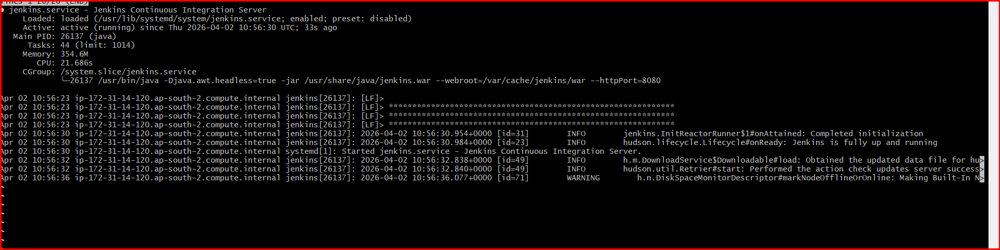 ● jenkins.service - Jenkins Continuous Integration Server
Loaded: loaded (/usr/lib/systemd/system/jenkins.service; enabled; preset: disabled)
Active: active (running) since Thu 2026-04-02 10:56:30 UTC; 33s ago
Main PID: 26137 (java)
Tasks: 44 (limit: 1014)
Memory: 354.6M
CPU: 21.686s
CGroup: /system.slice/jenkins.service
└─26137 /usr/bin/java -Djava.awt.headless=true -jar /usr/share/java/jenkins.war --webroot=/var/cache/jenkins/war --httpPort=8080
Apr 02 10:56:23 ip-172-31-14-120.ap-south-2.compute.internal jenkins[26137]: [LF]>
Apr 02 10:56:23 ip-172-31-14-120.ap-south-2.compute.internal jenkins[26137]: [LF]> *************************************************************
Apr 02 10:56:23 ip-172-31-14-120.ap-south-2.compute.internal jenkins[26137]: [LF]> *************************************************************
Apr 02 10:56:23 ip-172-31-14-120.ap-south-2.compute.internal jenkins[26137]: [LF]> *************************************************************
Apr 02 10:56:30 ip-172-31-14-120.ap-south-2.compute.internal jenkins[26137]: 2026-04-02 10:56:30.954+0000 [id=31] INFO jenkins.InitReactorRunner$1#onAttained: Completed initialization
Apr 02 10:56:30 ip-172-31-14-120.ap-south-2.compute.internal jenkins[26137]: 2026-04-02 10:56:30.984+0000 [id=23] INFO hudson.lifecycle.Lifecycle#onReady: Jenkins is fully up and running
Apr 02 10:56:30 ip-172-31-14-120.ap-south-2.compute.internal systemd[1]: Started jenkins.service - Jenkins Continuous Integration Server.
Apr 02 10:56:32 ip-172-31-14-120.ap-south-2.compute.internal jenkins[26137]: 2026-04-02 10:56:32.838+0000 [id=49] INFO h.m.DownloadService$Downloadable#load: Obtained the updated data file for hu>
Apr 02 10:56:32 ip-172-31-14-120.ap-south-2.compute.internal jenkins[26137]: 2026-04-02 10:56:32.840+0000 [id=49] INFO hudson.util.Retrier#start: Performed the action check updates server success>
Apr 02 10:56:36 ip-172-31-14-120.ap-south-2.compute.internal jenkins[26137]: 2026-04-02 10:56:36.077+0000 [id=71] WARNING h.n.DiskSpaceMonitorDescriptor#markNodeOfflineOrOnline: Making Built-In N>